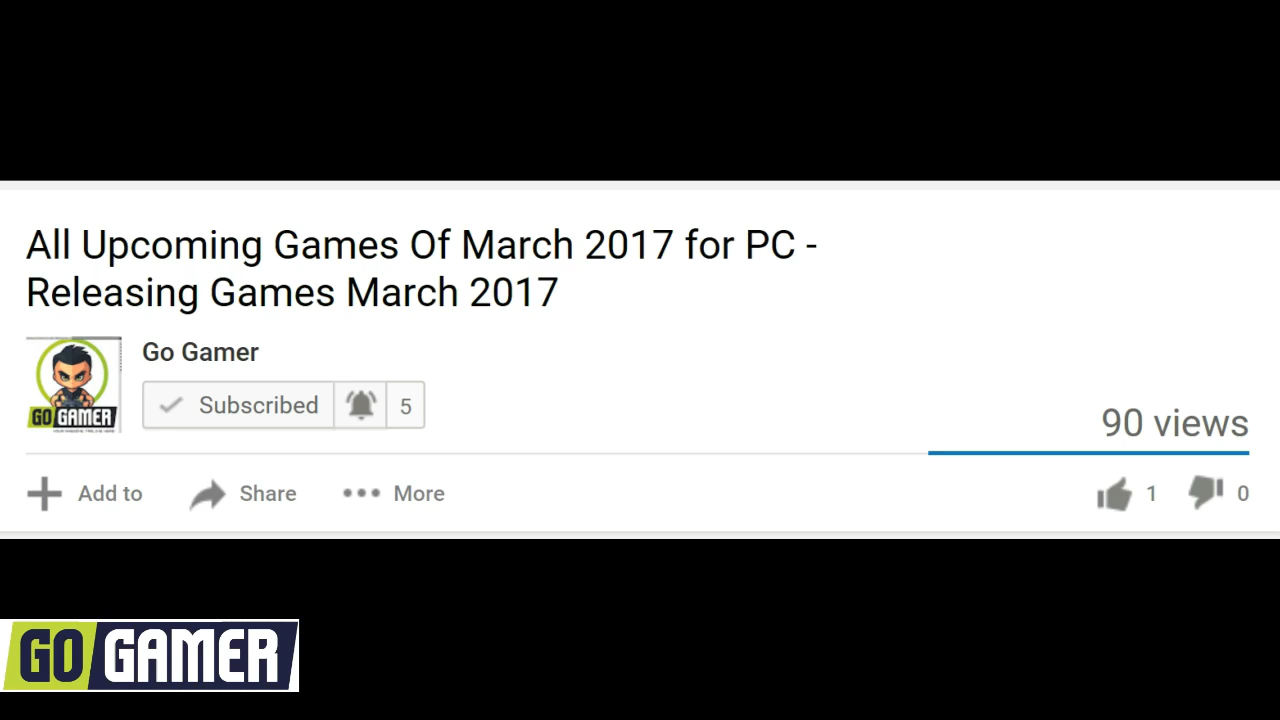 All Upcoming Games Of March 2017 for PC -
Releasing Games March 2017
Go Gamer
GO GAMER
Subscribed 5
90 views
Add to Share More 1 0
GO GAMER